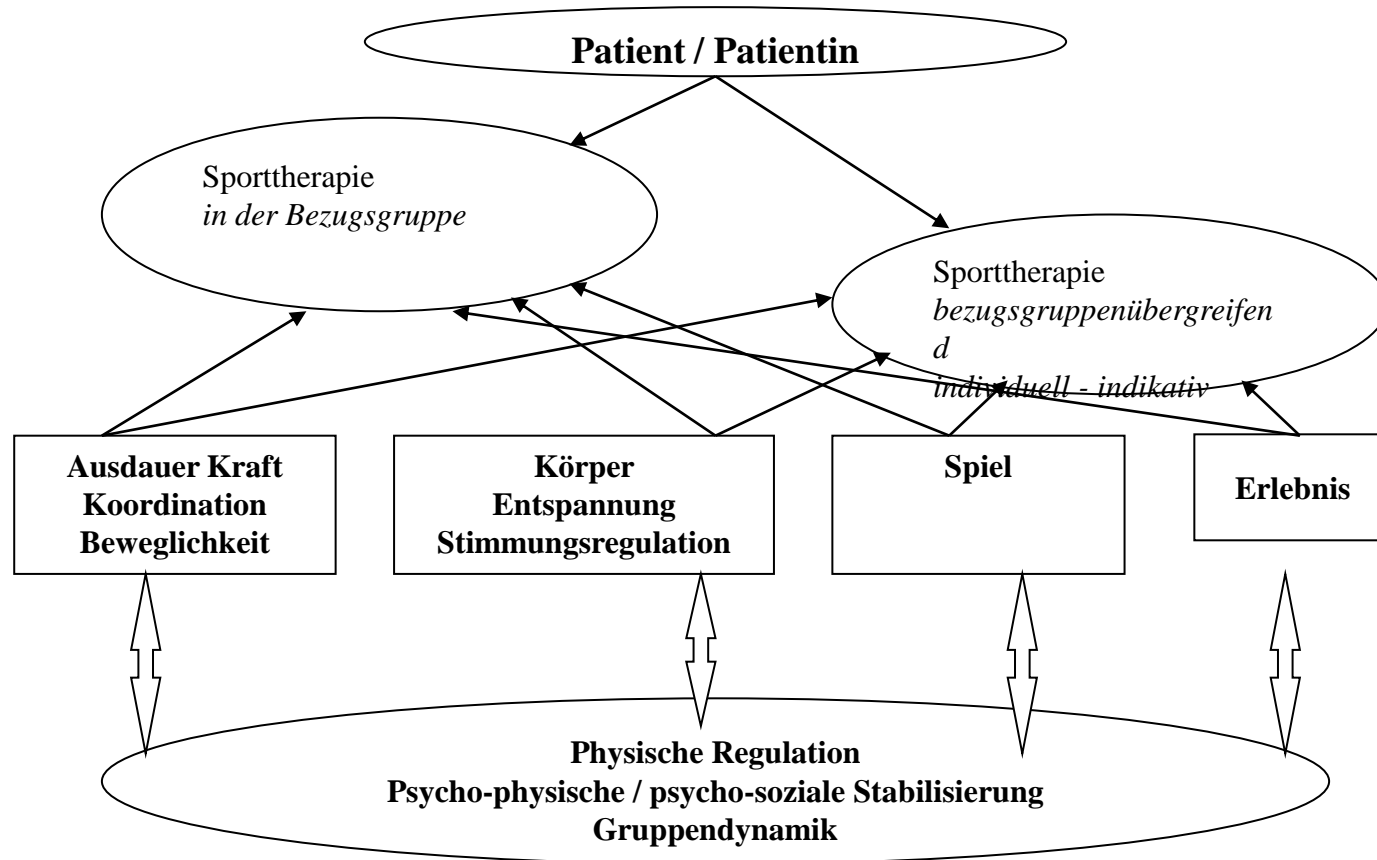 Patient / Patientin
Sporttherapie
in der Bezugsgruppe
Sporttherapie
bezugsgruppenübergreifen
d
individuell - indikativ
Ausdauer Kraft
Koordination
Beweglichkeit
Körper
Entspannung
Stimmungsregulation
Spiel
Erlebnis
Physische Regulation
Psycho-physische / psycho-soziale Stabilisierung
Gruppendynamik